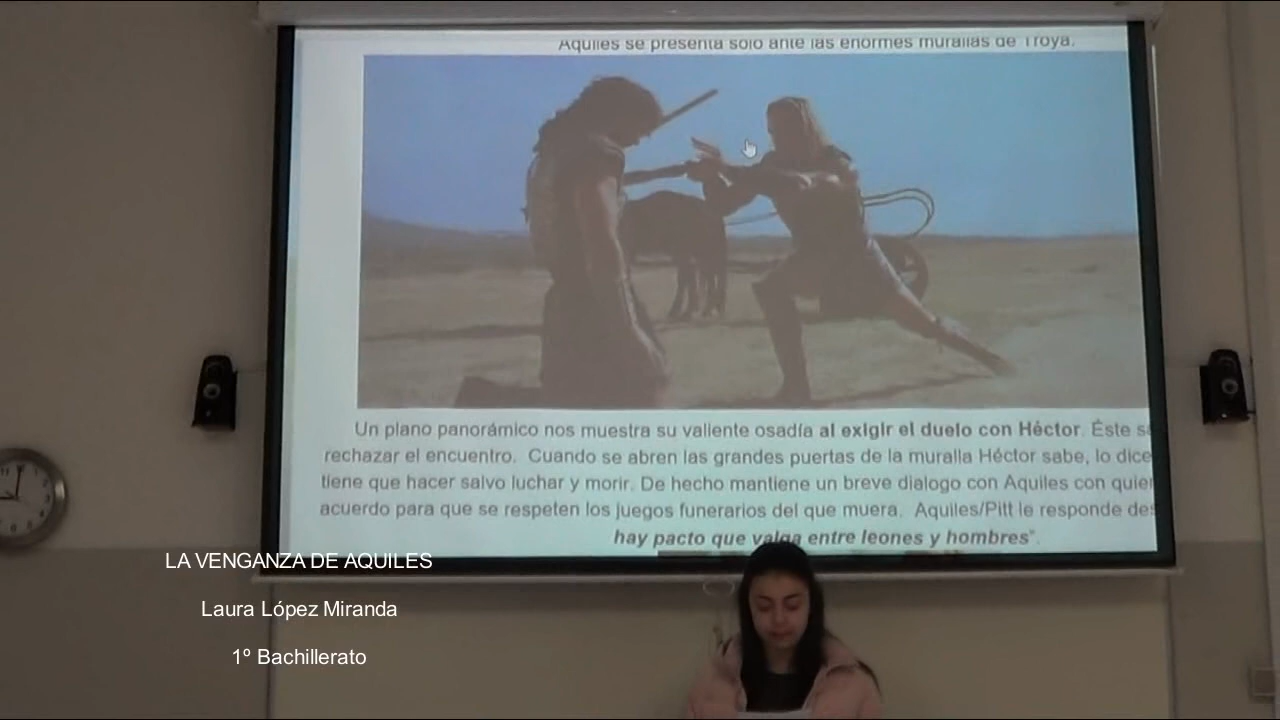 Aquiles se presenta solo ante las enormes murallas de Troya.
Un plano panorámico nos muestra su valiente osadía al exigir el duelo con Héctor. Éste
rechazar el encuentro. Cuando se abren las grandes puertas de la muralla Héctor sabe, lo dice
tiene que hacer salvo luchar y morir. De hecho mantiene un breve dialogo con Aquiles con quien
acuerdo para que se respeten los juegos funerarios del que muera. Aquiles/Pitt le responde
hay pacto que valga entre leones y hombres".
LA VENGANZA DE AQUILES
Laura López Miranda
1º Bachillerato